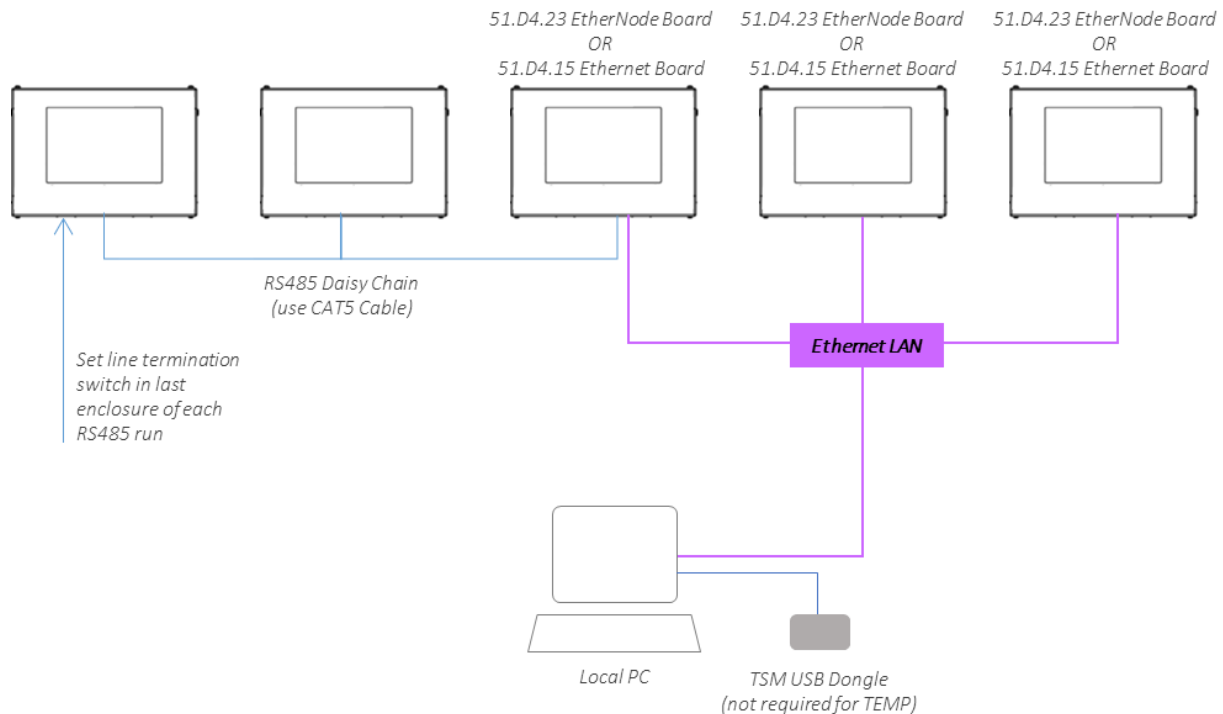 51.D4.23 EtherNode Board
OR
51.D4.15 Ethernet Board
51.D4.23 EtherNode Board
OR
51.D4.15 Ethernet Board
51.D4.23 EtherNode Board
OR
51.D4.15 Ethernet Board
RS485 Daisy Chain
(use CAT5 Cable)
Set line termination
switch in last
enclosure of each
RS485 run
Ethernet LAN
Local PC
TSM USB Dongle
(not required for TEMP)